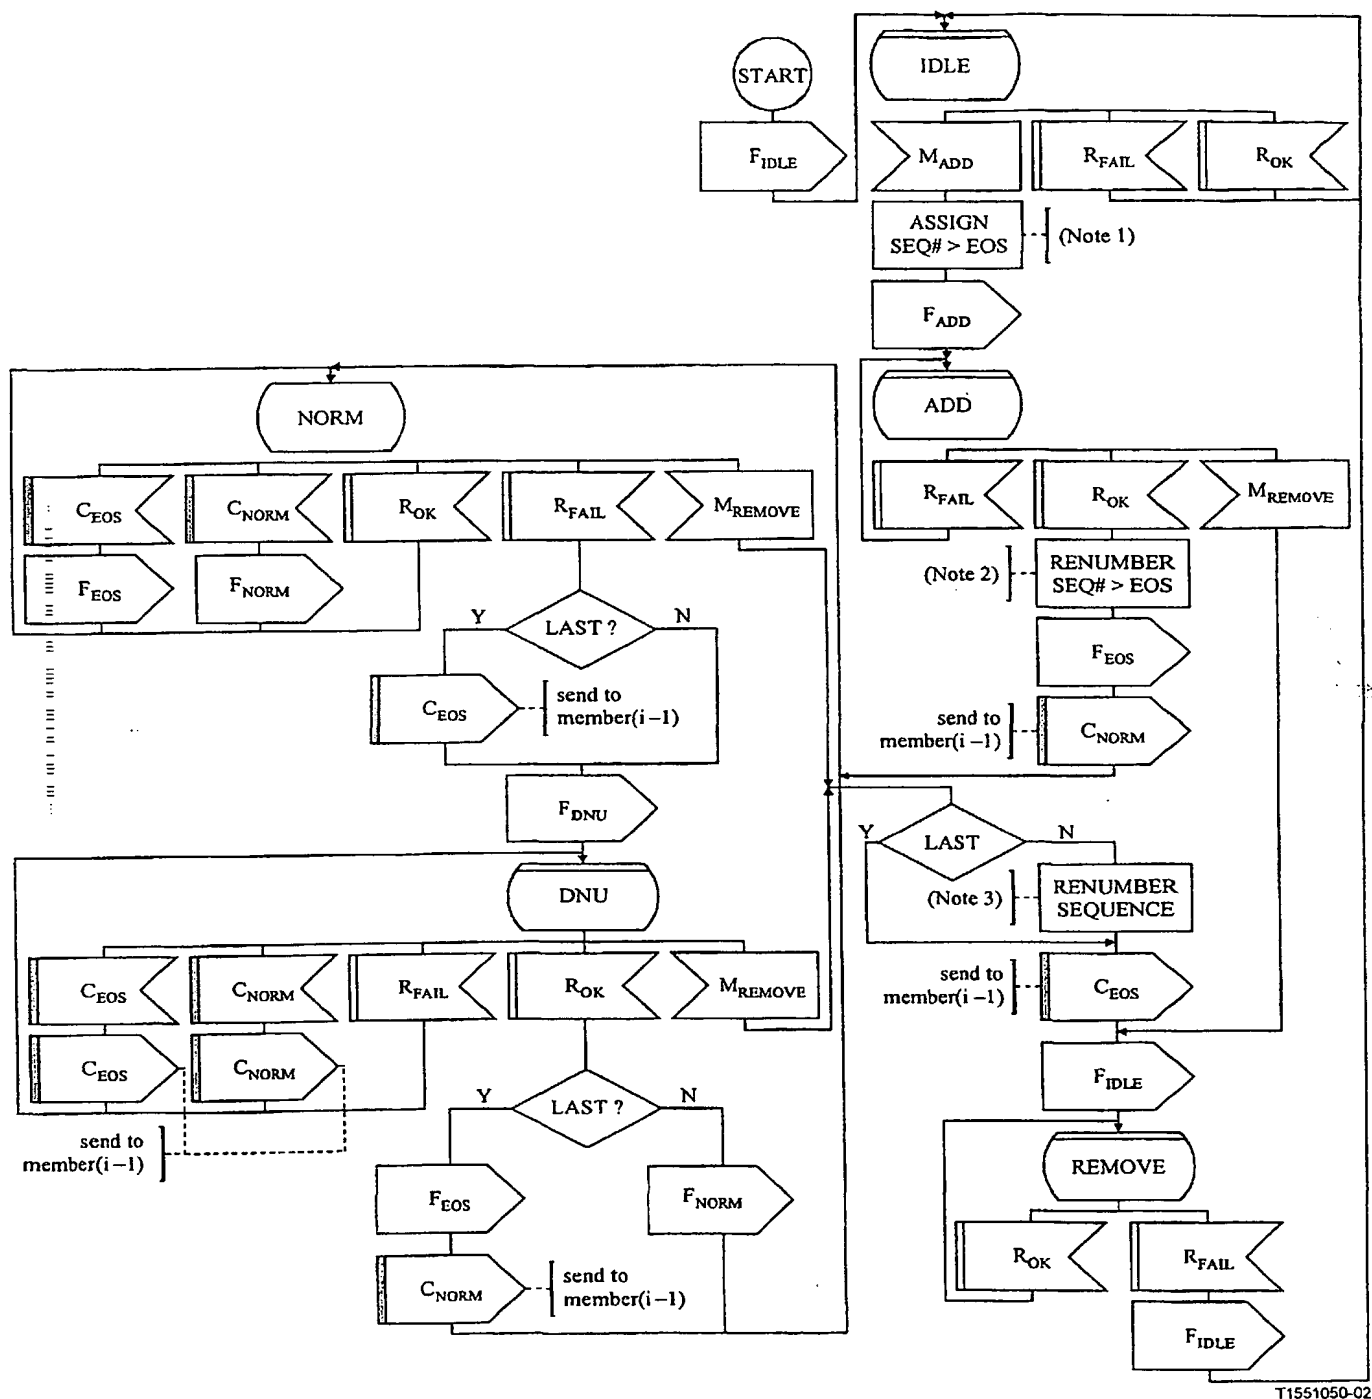 START
IDLE
F_IDLE
M_ADD
R_FAIL
R_OK
ASSIGN
SEQ# > EOS
(Note 1)
F_ADD
ADD
R_FAIL
R_OK
M_REMOVE
(Note 2)
RENUMBER
SEQ# > EOS
F_EOS
send to
member(i−1)
C_NORM
NORM
C_EOS
C_NORM
R_OK
R_FAIL
M_REMOVE
F_EOS
F_NORM
Y
LAST ?
N
C_EOS
send to
member(i−1)
F_DNU
Y
LAST
N
(Note 3)
RENUMBER
SEQUENCE
send to
member(i−1)
C_EOS
F_IDLE
DNU
C_EOS
C_NORM
R_FAIL
R_OK
M_REMOVE
C_EOS
C_NORM
send to
member(i−1)
Y
LAST ?
N
F_EOS
F_NORM
C_NORM
send to
member(i−1)
REMOVE
R_OK
R_FAIL
F_IDLE
T1551050-02